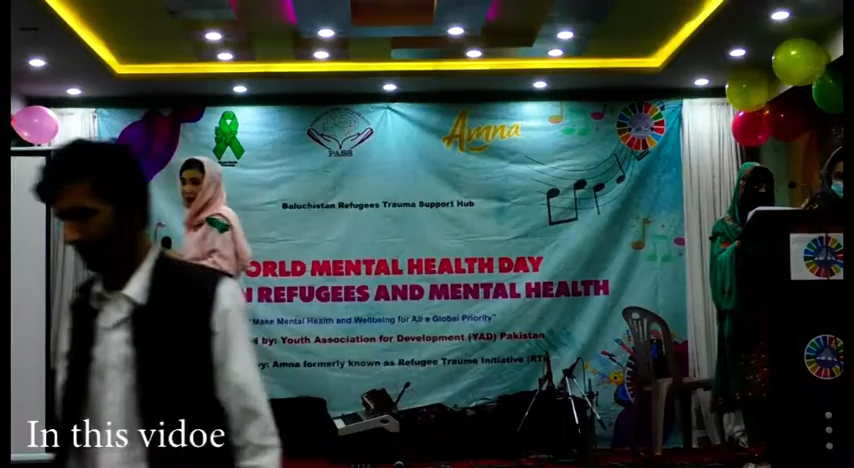 PASS
Amna
Baluchistan Refugees Trauma Support Hub
ORLD MENTAL HEALTH DAY
REFUGEES AND MENTAL HEALTH
"Make Mental Health and Wellbeing for All a Global Priority"
by: Youth Association for Development (YAD) Pakistan
by: Amna formerly known as Refugee Trauma Initiative (RTI
In this vidoe